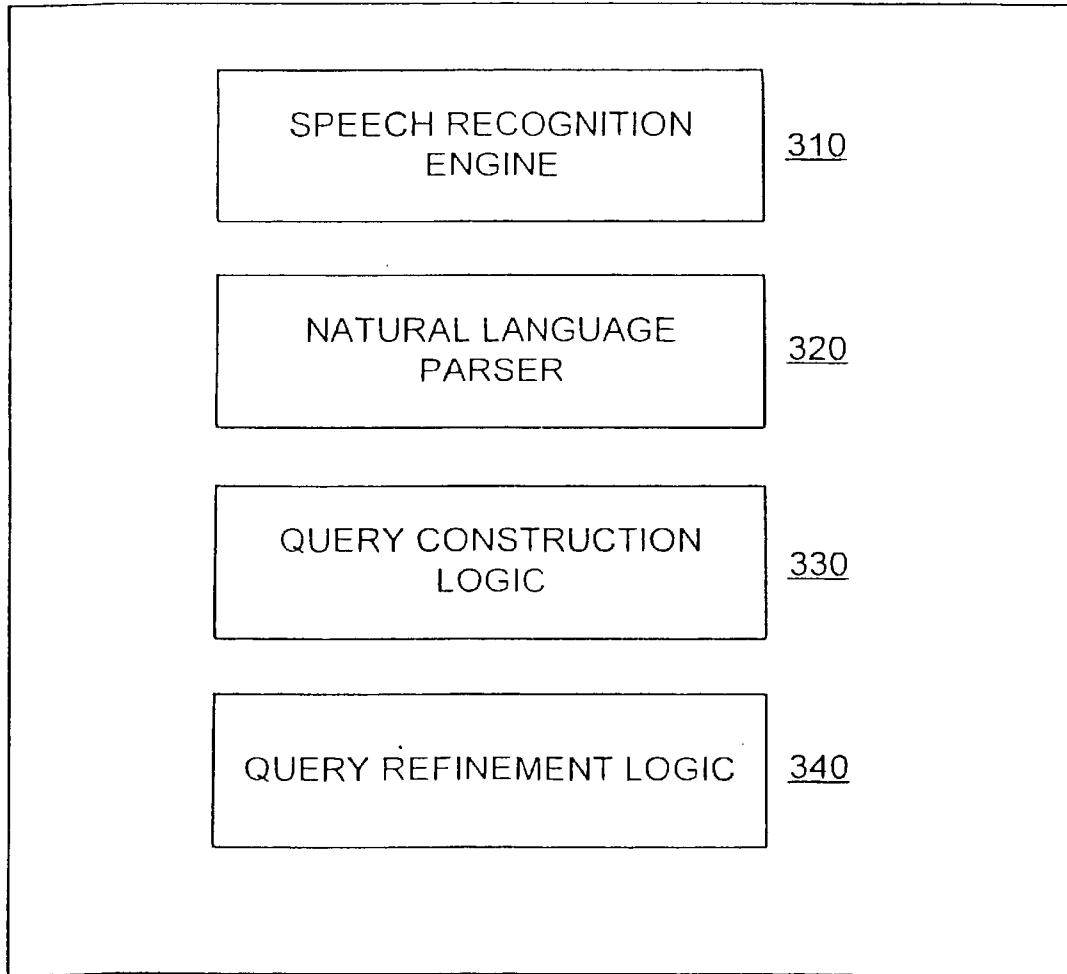 SPEECH RECOGNITION
ENGINE
310
NATURAL LANGUAGE
PARSER
320
QUERY CONSTRUCTION
LOGIC
330
QUERY REFINEMENT LOGIC
340